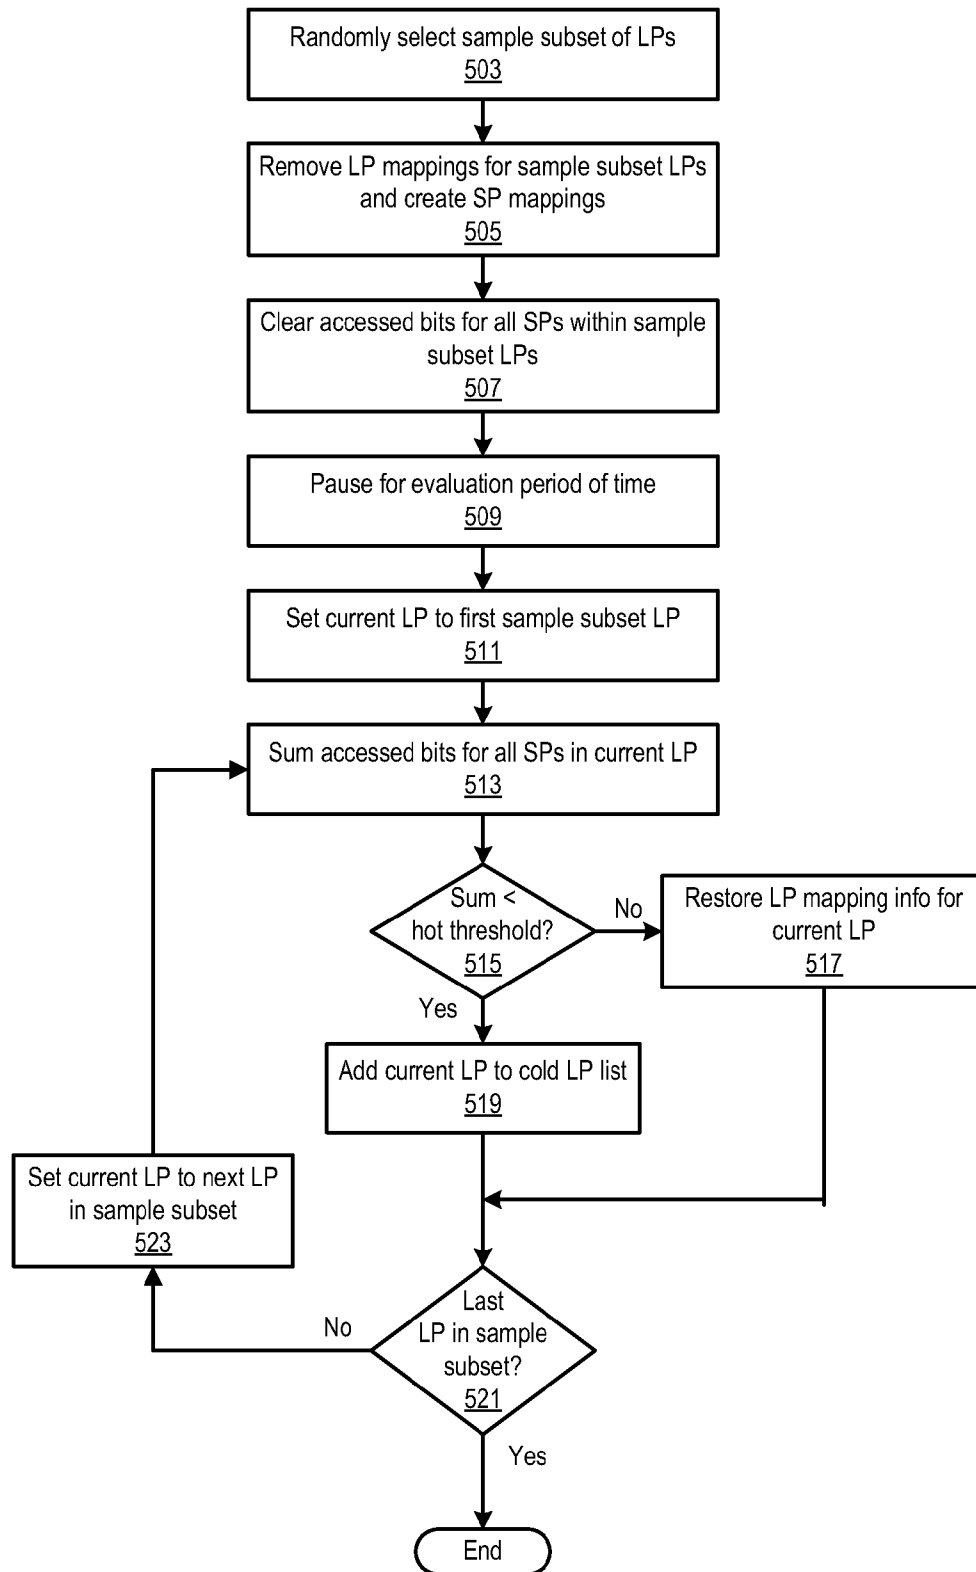 Randomly select sample subset of LPs
503
Remove LP mappings for sample subset LPs
and create SP mappings
505
Clear accessed bits for all SPs within sample
subset LPs
507
Pause for evaluation period of time
509
Set current LP to first sample subset LP
511
Sum accessed bits for all SPs in current LP
513
Sum <
hot threshold?
515
No
Restore LP mapping info for
current LP
517
Yes
Add current LP to cold LP list
519
Set current LP to next LP
in sample subset
523
Last
LP in sample
subset?
521
No
Yes
End